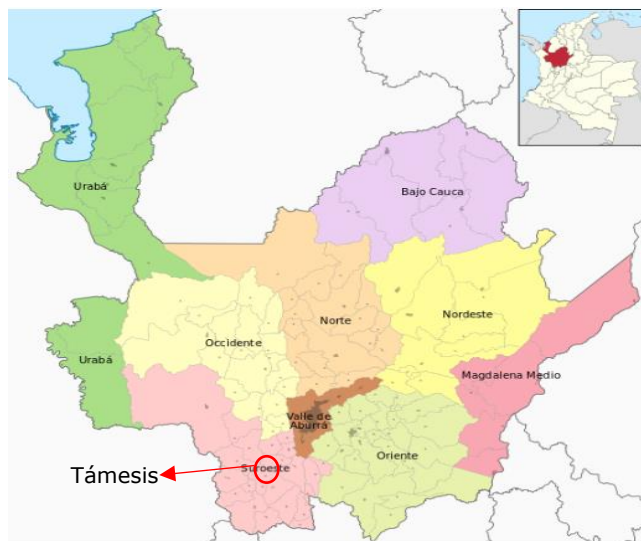 Urabá
Bajo Cauca
Norte
Nordeste
Occidente
Urabá
Magdalena Medio
Valle de
Aburrá
Oriente
Suroeste
Támesis